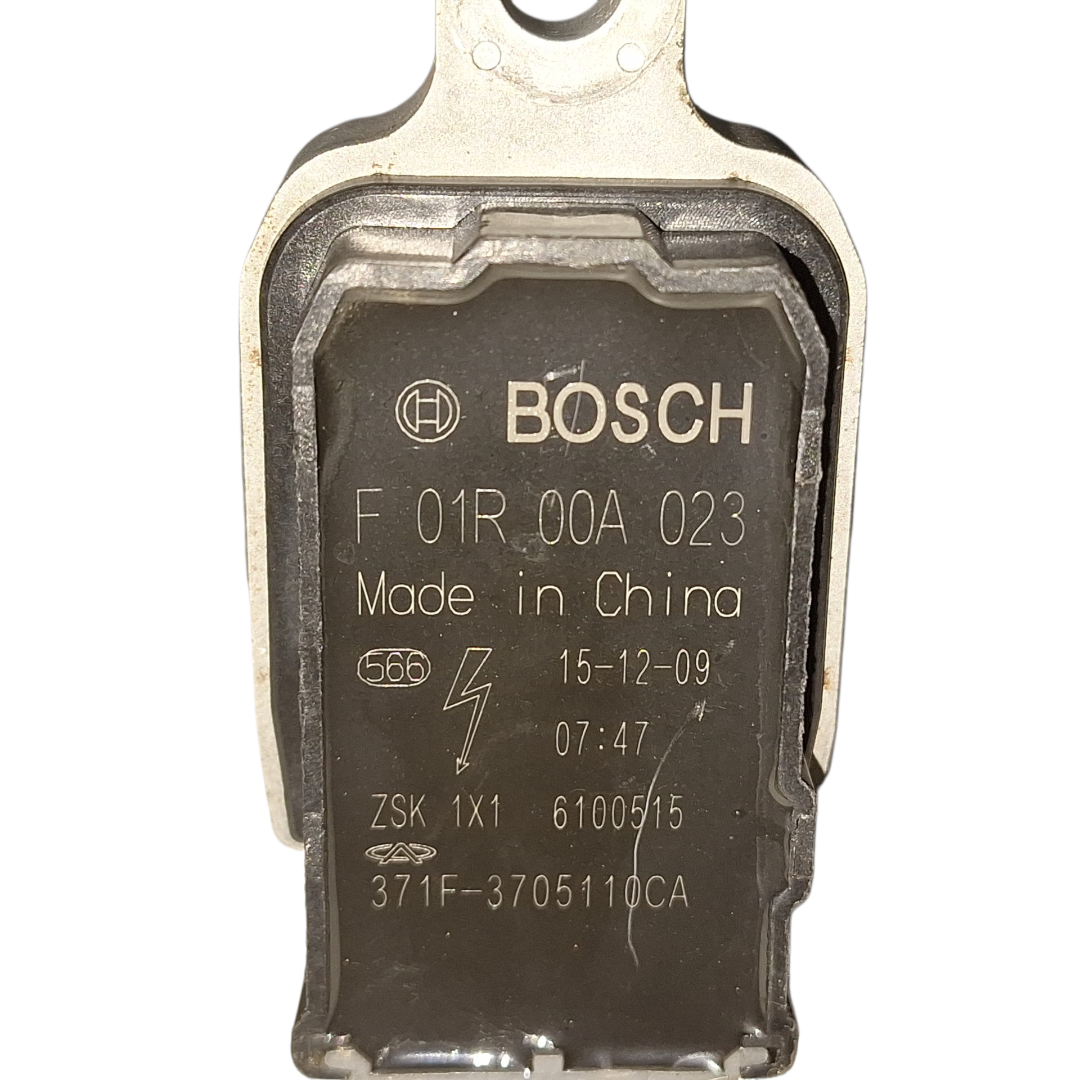 BOSCH
F 01R 00A 023
Made in China
566 15-12-09
07:47
ZSK 1X1 6100515
371F-3705110CA